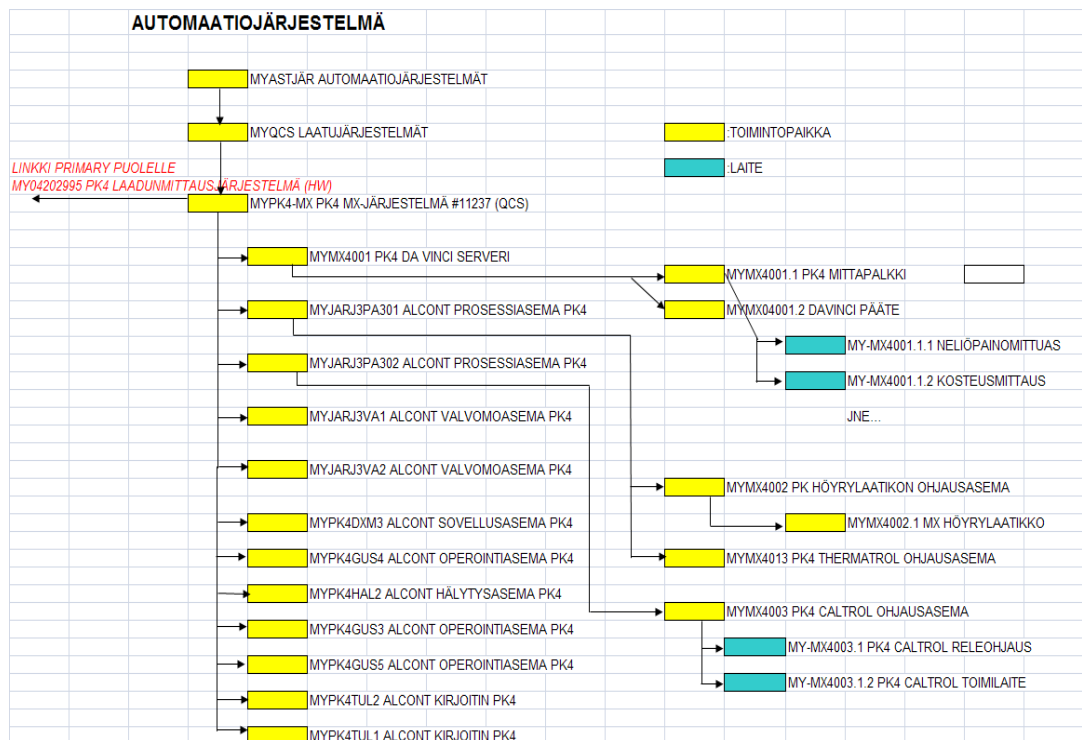 AUTOMAATIOJÄRJESTELMÄ
MYASTJÄR AUTOMAATIOJÄRJESTELMÄT
MYQCS LAATUJÄRJESTELMÄT
:TOIMINTOPAIKKA
:LAITE
LINKKI PRIMARY PUOLELLE
MY04202995 PK4 LAADUNMITTAUSJÄRJESTELMÄ (HW)
MYPK4-MX PK4 MX-JÄRJESTELMÄ #11237 (QCS)
MYMX4001 PK4 DA VINCI SERVERI
MYMX4001.1 PK4 MITTAPALKKI
MYJARJ3PA301 ALCONT PROSESSIASEMA PK4
MYMX04001.2 DAVINCI PÄÄTE
MY-MX4001.1.1 NELIÖPAINOMITTUAS
MYJARJ3PA302 ALCONT PROSESSIASEMA PK4
MY-MX4001.1.2 KOSTEUSMITTAUS
MYJARJ3VA1 ALCONT VALVOMOASEMA PK4
JNE...
MYJARJ3VA2 ALCONT VALVOMOASEMA PK4
MYMX4002 PK HÖYRYLAATIKON OHJAUSASEMA
MYPK4DXM3 ALCONT SOVELLUSASEMA PK4
MYMX4002.1 MX HÖYRYLAATIKKO
MYPK4GUS4 ALCONT OPEROINTIASEMA PK4
MYMX4013 PK4 THERMATROL OHJAUSASEMA
MYPK4HAL2 ALCONT HÄLYTYSASEMA PK4
MYMX4003 PK4 CALTROL OHJAUSASEMA
MYPK4GUS3 ALCONT OPEROINTIASEMA PK4
MY-MX4003.1 PK4 CALTROL RELEOHJAUS
MYPK4GUS5 ALCONT OPEROINTIASEMA PK4
MY-MX4003.1.2 PK4 CALTROL TOIMILAITE
MYPK4TUL2 ALCONT KIRJOITIN PK4
MYPK4TUL1 ALCONT KIRJOITIN PK4